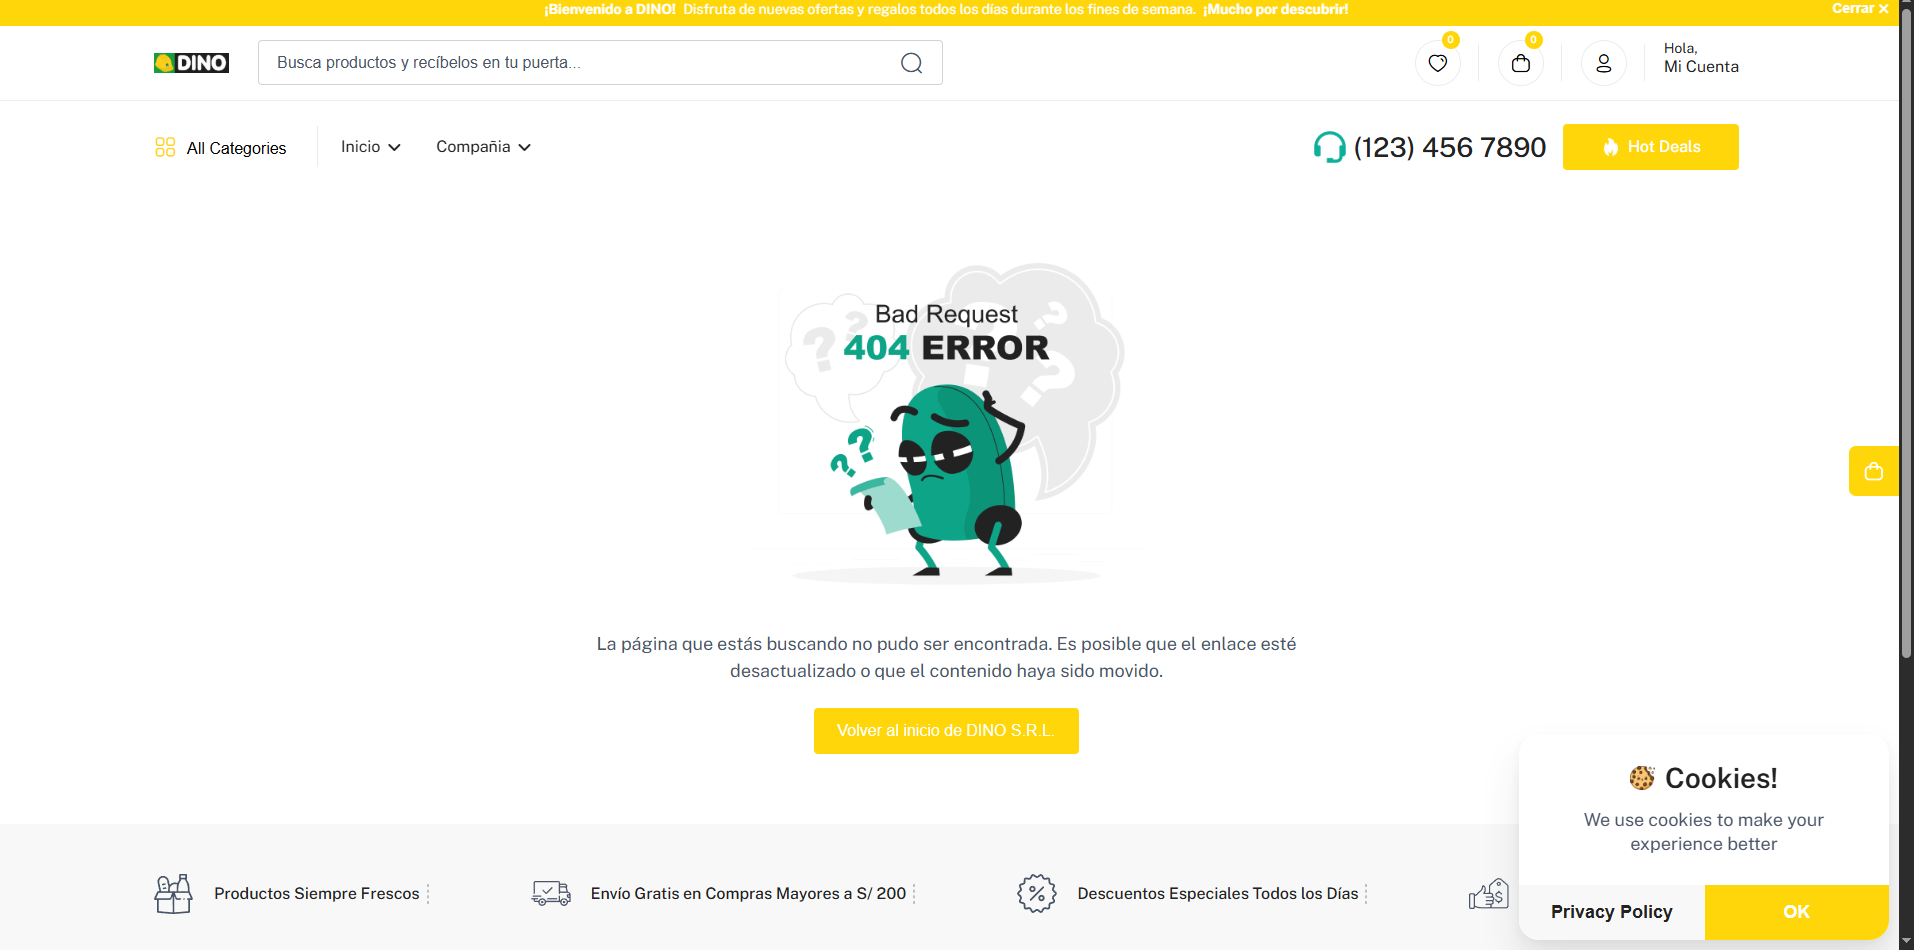 ¡Bienvenido a DINO! Disfruta de nuevas ofertas y regalos todos los días durante los fines de semana. ¡Mucho por descubrir!
Cerrar ✕
DINO
Busca productos y recíbelos en tu puerta...
0
0
Hola,
Mi Cuenta
All Categories
Inicio
Compañia
(123) 456 7890
Hot Deals
Bad Request
404 ERROR
La página que estás buscando no pudo ser encontrada. Es posible que el enlace esté
desactualizado o que el contenido haya sido movido.
Volver al inicio de DINO S.R.L.
Cookies!
We use cookies to make your
experience better
Privacy Policy
OK
Productos Siempre Frescos
Envío Gratis en Compras Mayores a S/ 200
Descuentos Especiales Todos los Días